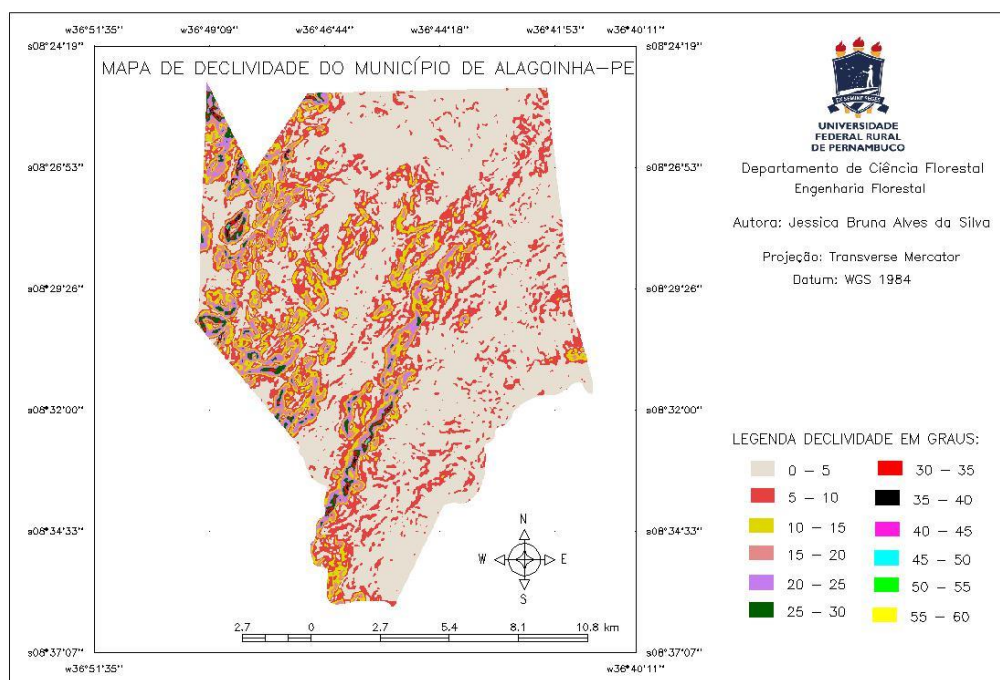 w36°51'35'' w36°49'09'' w36°46'44'' w36°44'18'' w36°41'53'' w36°40'11''
s08°24'19'' s08°24'19''
MAPA DE DECLIVIDADE DO MUNICÍPIO DE ALAGOINHA-PE
UNIVERSIDADE
FEDERAL RURAL
DE PERNAMBUCO
s08°26'53'' s08°26'53''
Departamento de Ciência Florestal
Engenharia Florestal
Autora: Jessica Bruna Alves da Silva
Projeção: Transverse Mercator
Datum: WGS 1984
s08°29'26'' s08°29'26''
s08°32'00'' s08°32'00''
LEGENDA DECLIVIDADE EM GRAUS:
0 – 5
5 – 10
10 – 15
15 – 20
20 – 25
25 – 30
30 – 35
35 – 40
40 – 45
45 – 50
50 – 55
55 – 60
s08°34'33'' s08°34'33''
N
W E
S
2.7 0 2.7 5.4 8.1 10.8 km
s08°37'07'' s08°37'07''
w36°51'35'' w36°40'11''